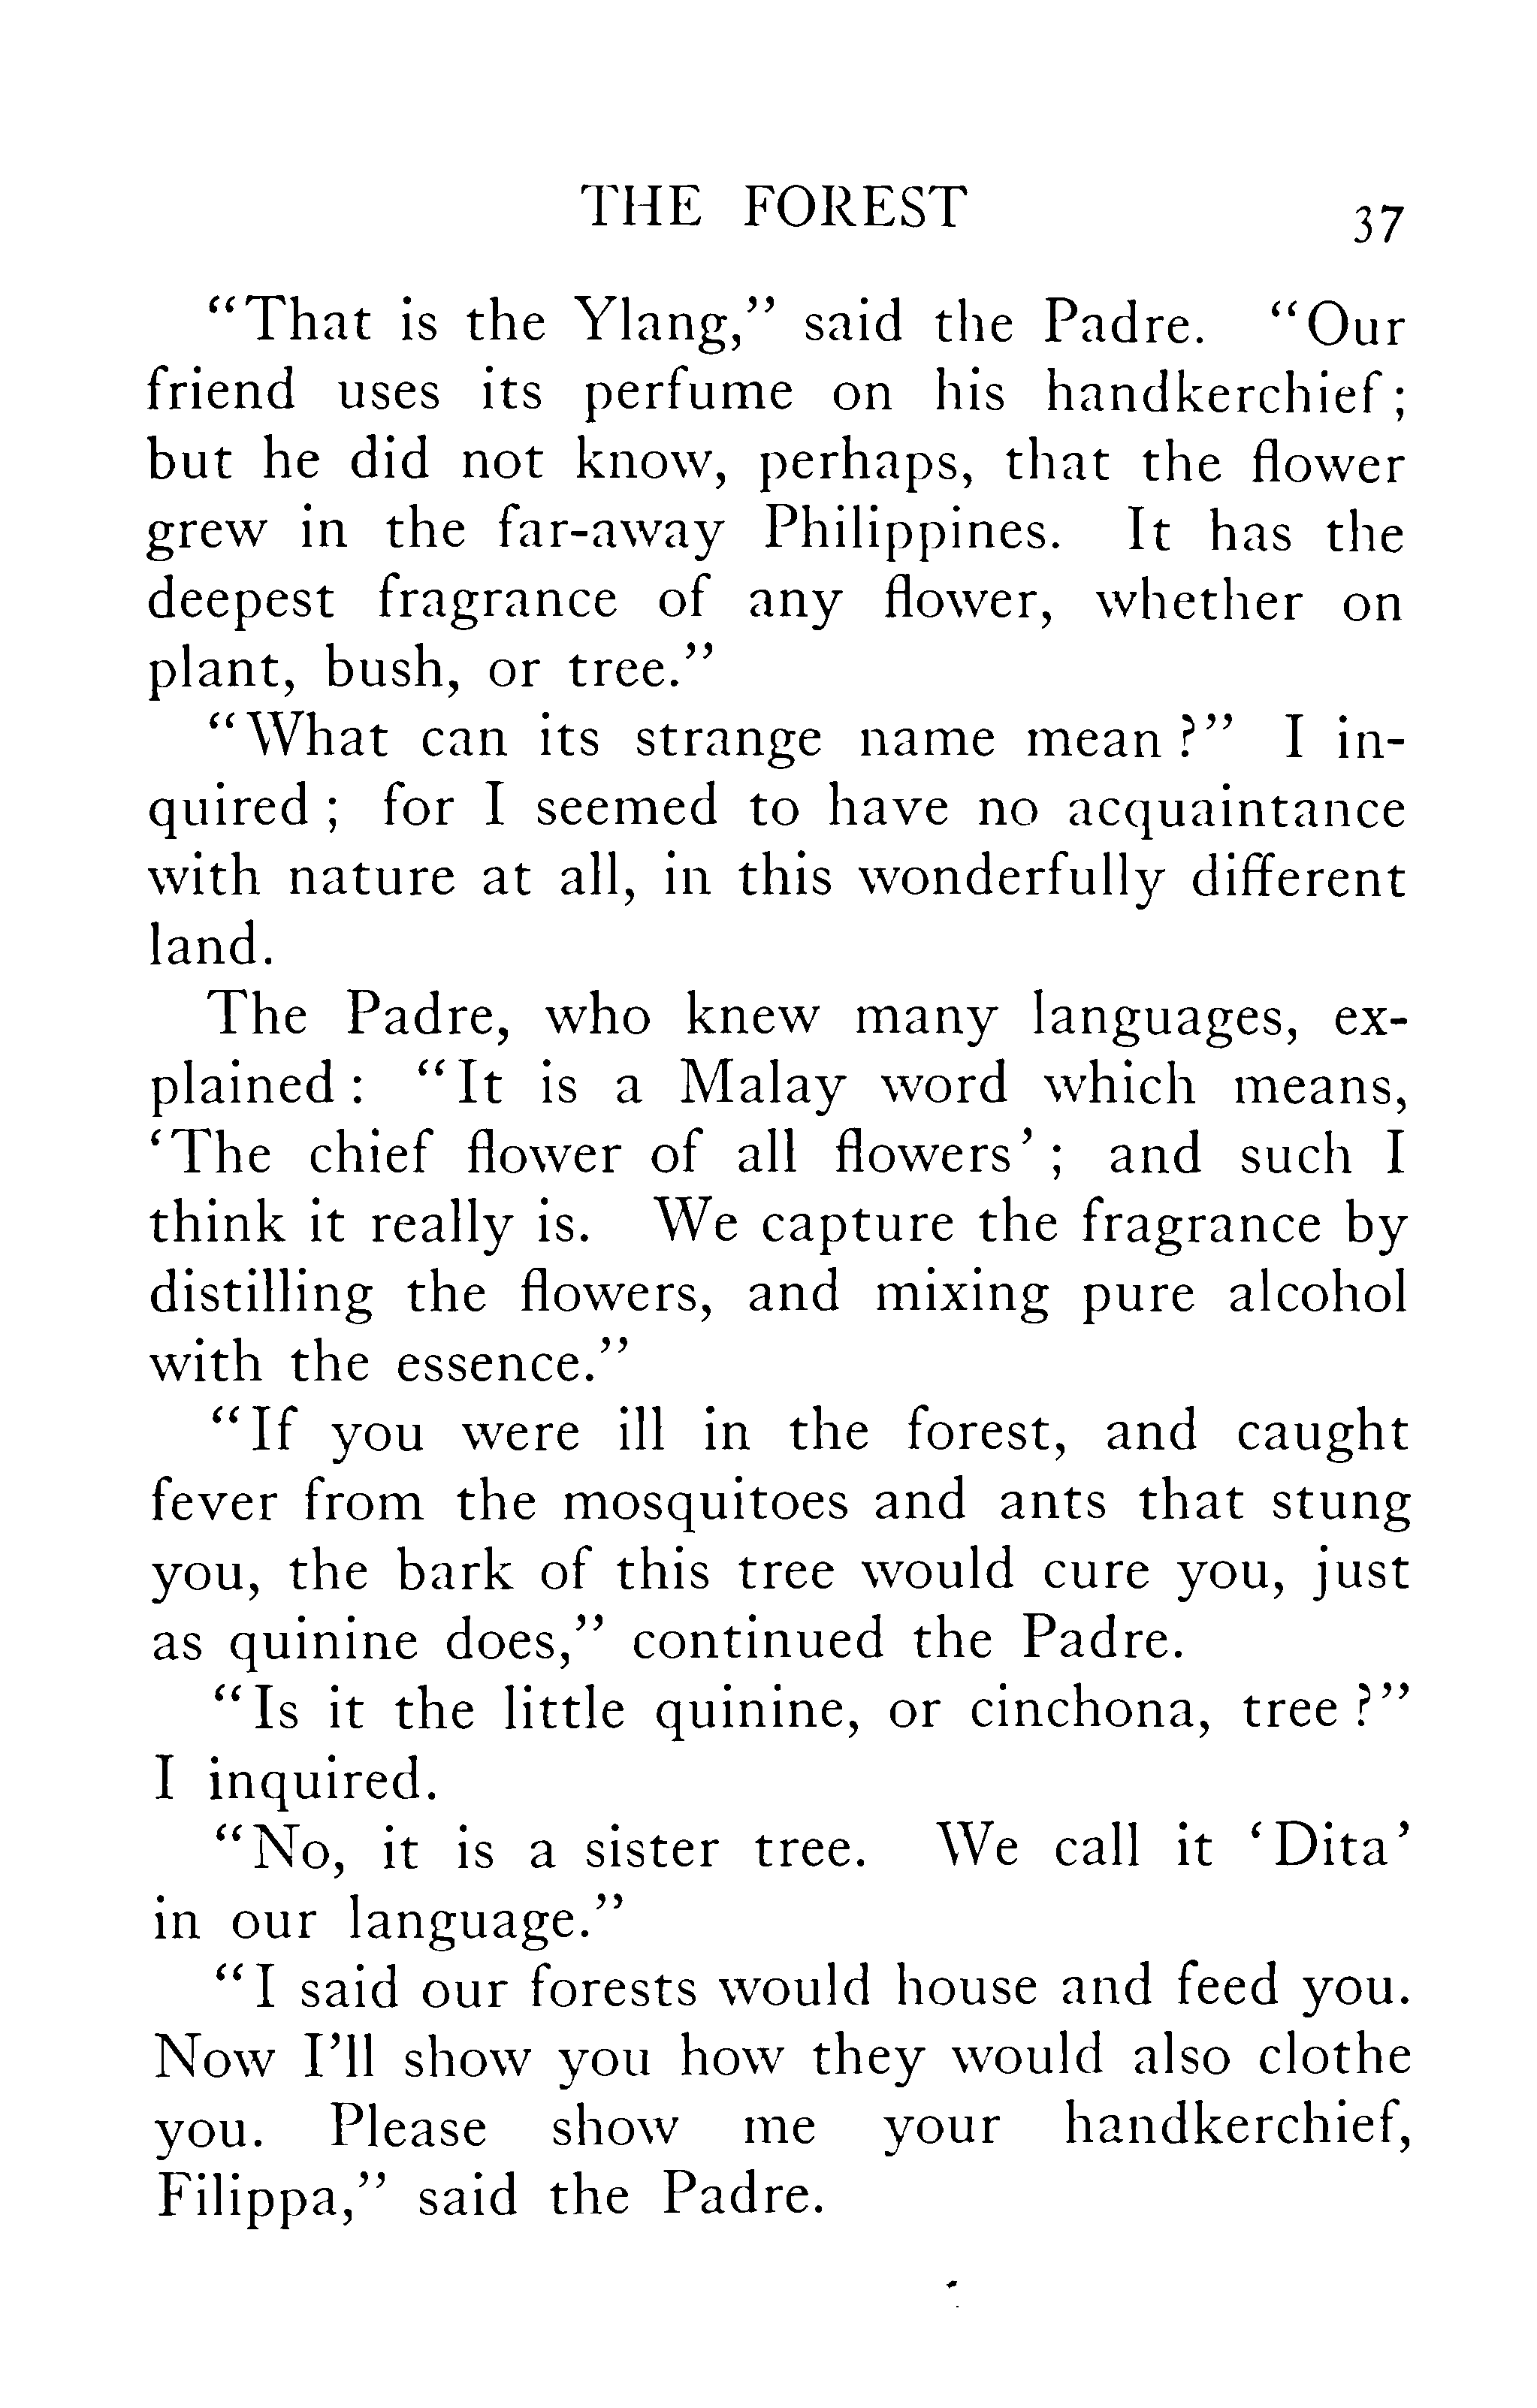 THE FOREST
37
“That is the Ylang,” said the Padre. “Our
friend uses its perfume on his handkerchief;
but he did not know, perhaps, that the flower
grew in the far-away Philippines. It has the
deepest fragrance of any flower, whether on
plant, bush, or tree.”
“What can its strange name mean?” I in-
quired; for I seemed to have no acquaintance
with nature at all, in this wonderfully different
land.
The Padre, who knew many languages, ex-
plained: “It is a Malay word which means,
‘The chief flower of all flowers’; and such I
think it really is. We capture the fragrance by
distilling the flowers, and mixing pure alcohol
with the essence.”
“If you were ill in the forest, and caught
fever from the mosquitoes and ants that stung
you, the bark of this tree would cure you, just
as quinine does,” continued the Padre.
“Is it the little quinine, or cinchona, tree?”
I inquired.
“No, it is a sister tree. We call it ‘Dita’
in our language.”
“I said our forests would house and feed you.
Now I’ll show you how they would also clothe
you. Please show me your handkerchief,
Filippa,” said the Padre.